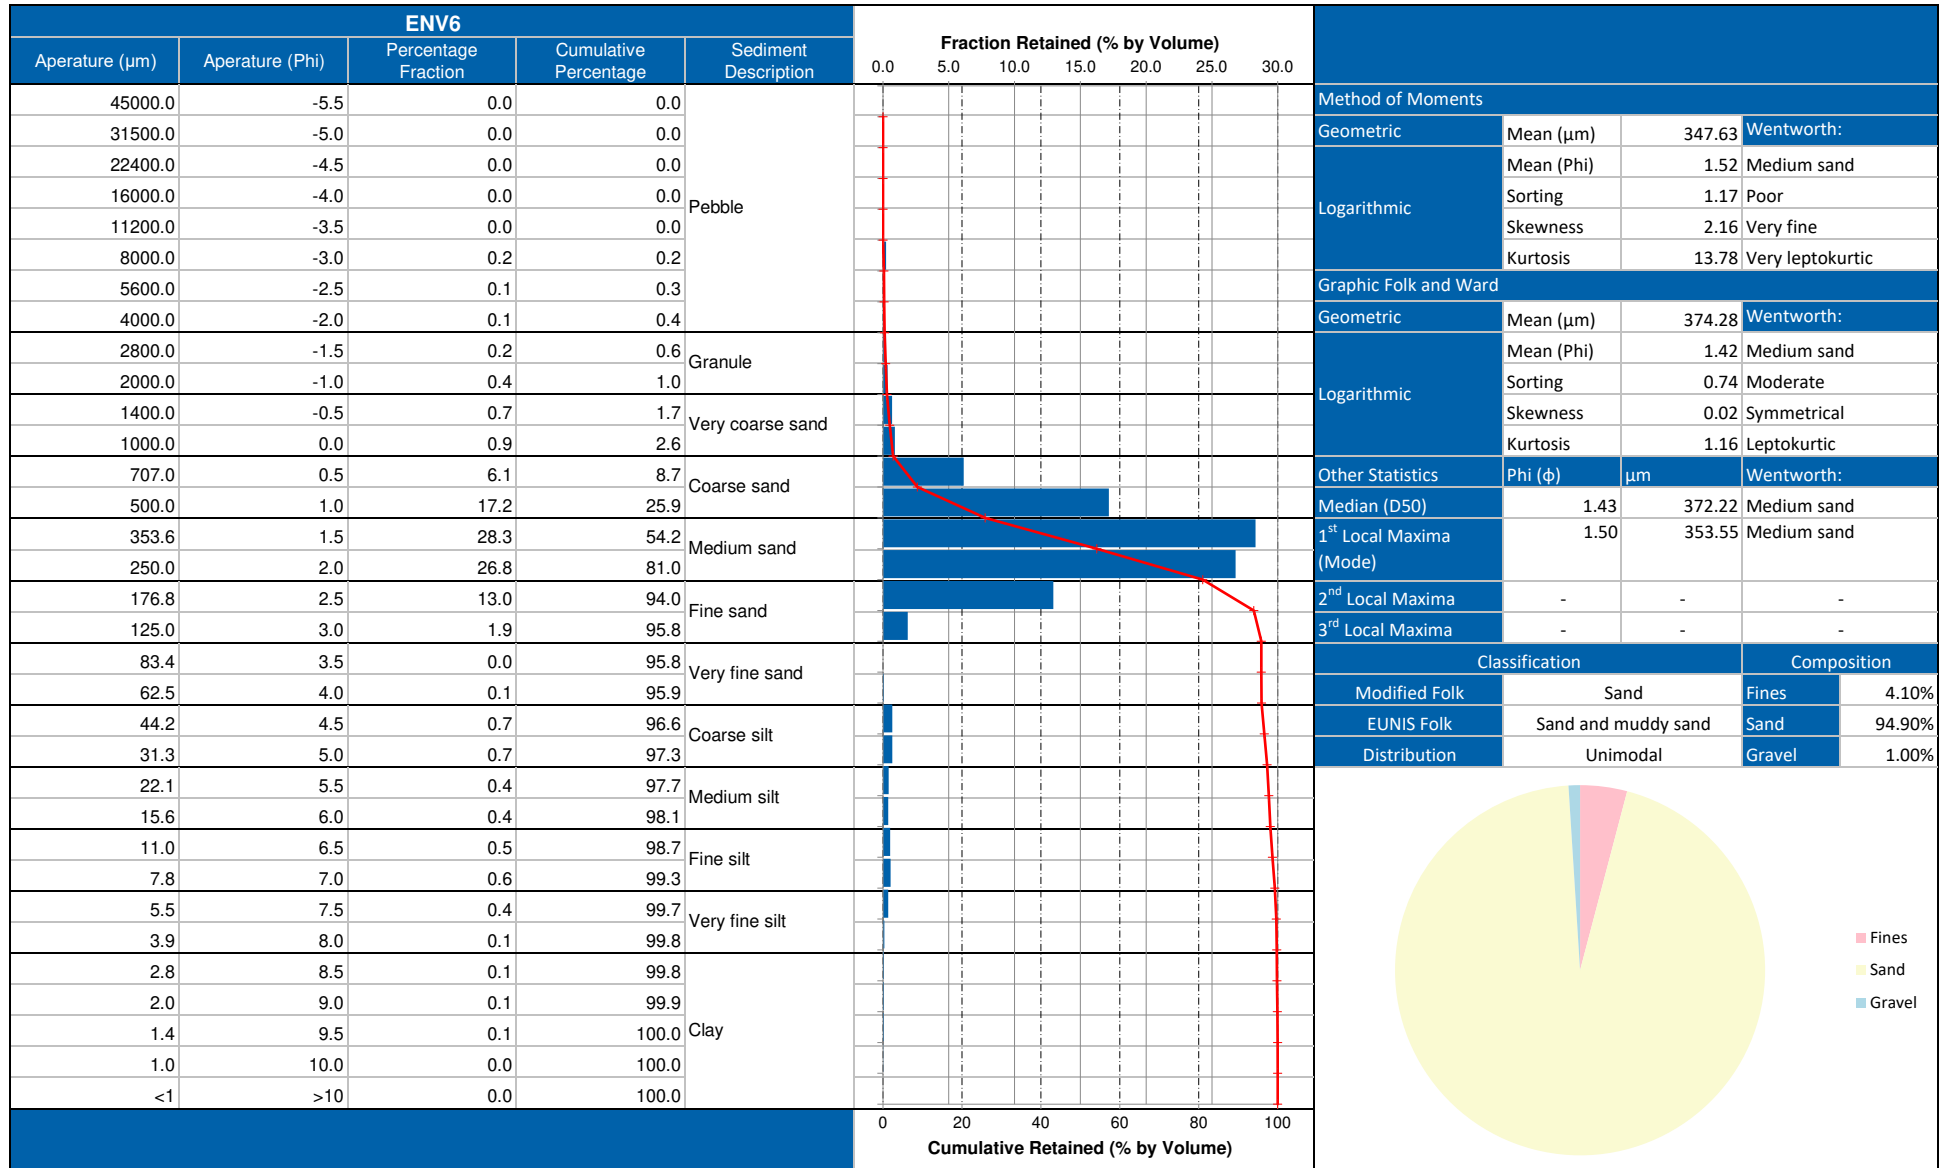 ENV6
Aperature (µm) Aperature (Phi) Percentage Fraction Cumulative Percentage Sediment Description
45000.0 -5.5 0.0 0.0
31500.0 -5.0 0.0 0.0
22400.0 -4.5 0.0 0.0
16000.0 -4.0 0.0 0.0
Pebble
11200.0 -3.5 0.0 0.0
8000.0 -3.0 0.2 0.2
5600.0 -2.5 0.1 0.3
4000.0 -2.0 0.1 0.4
2800.0 -1.5 0.2 0.6
Granule
2000.0 -1.0 0.4 1.0
1400.0 -0.5 0.7 1.7
Very coarse sand
1000.0 0.0 0.9 2.6
707.0 0.5 6.1 8.7
Coarse sand
500.0 1.0 17.2 25.9
353.6 1.5 28.3 54.2
Medium sand
250.0 2.0 26.8 81.0
176.8 2.5 13.0 94.0
Fine sand
125.0 3.0 1.9 95.8
83.4 3.5 0.0 95.8
Very fine sand
62.5 4.0 0.1 95.9
44.2 4.5 0.7 96.6
Coarse silt
31.3 5.0 0.7 97.3
22.1 5.5 0.4 97.7
Medium silt
15.6 6.0 0.4 98.1
11.0 6.5 0.5 98.7
Fine silt
7.8 7.0 0.6 99.3
5.5 7.5 0.4 99.7
Very fine silt
3.9 8.0 0.1 99.8
2.8 8.5 0.1 99.8
2.0 9.0 0.1 99.9
1.4 9.5 0.1 100.0 Clay
1.0 10.0 0.0 100.0
<1 >10 0.0 100.0
Fraction Retained (% by Volume)
0.0 5.0 10.0 15.0 20.0 25.0 30.0
0 20 40 60 80 100
Cumulative Retained (% by Volume)
Method of Moments
Geometric Mean (µm) 347.63 Wentworth:
Mean (Phi) 1.52 Medium sand
Logarithmic
Sorting 1.17 Poor
Skewness 2.16 Very fine
Kurtosis 13.78 Very leptokurtic
Graphic Folk and Ward
Geometric Mean (µm) 374.28 Wentworth:
Mean (Phi) 1.42 Medium sand
Logarithmic
Sorting 0.74 Moderate
Skewness 0.02 Symmetrical
Kurtosis 1.16 Leptokurtic
Other Statistics Phi (ϕ) µm Wentworth:
Median (D50) 1.43 372.22 Medium sand
1st Local Maxima 1.50 353.55 Medium sand
(Mode)
2nd Local Maxima - - -
3rd Local Maxima - - -
Classification Composition
Modified Folk Sand Fines 4.10%
EUNIS Folk Sand and muddy sand Sand 94.90%
Distribution Unimodal Gravel 1.00%
Fines
Sand
Gravel